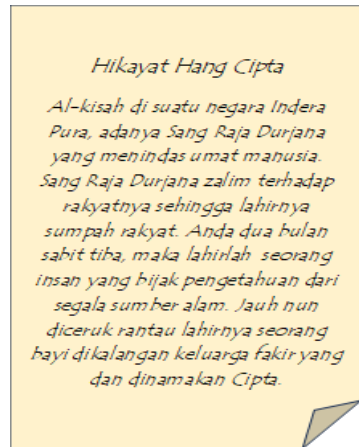 Hikayat Hang Cipta
Al-kisah di suatu negara Indera
Pura, adanya Sang Raja Durjana
yang menindas umat manusia.
Sang Raja Durjana zalim terhadap
rakyatnya sehingga lahirnya
sumpah rakyat. Anda dua bulan
sabit tiba, maka lahirlah seorang
insan yang bijak pengetahuan dari
segala sumber alam. Jauh nun
diceruk rantau lahirnya seorang
bayi dikalangan keluarga fakir yang
dan dinamakan Cipta.